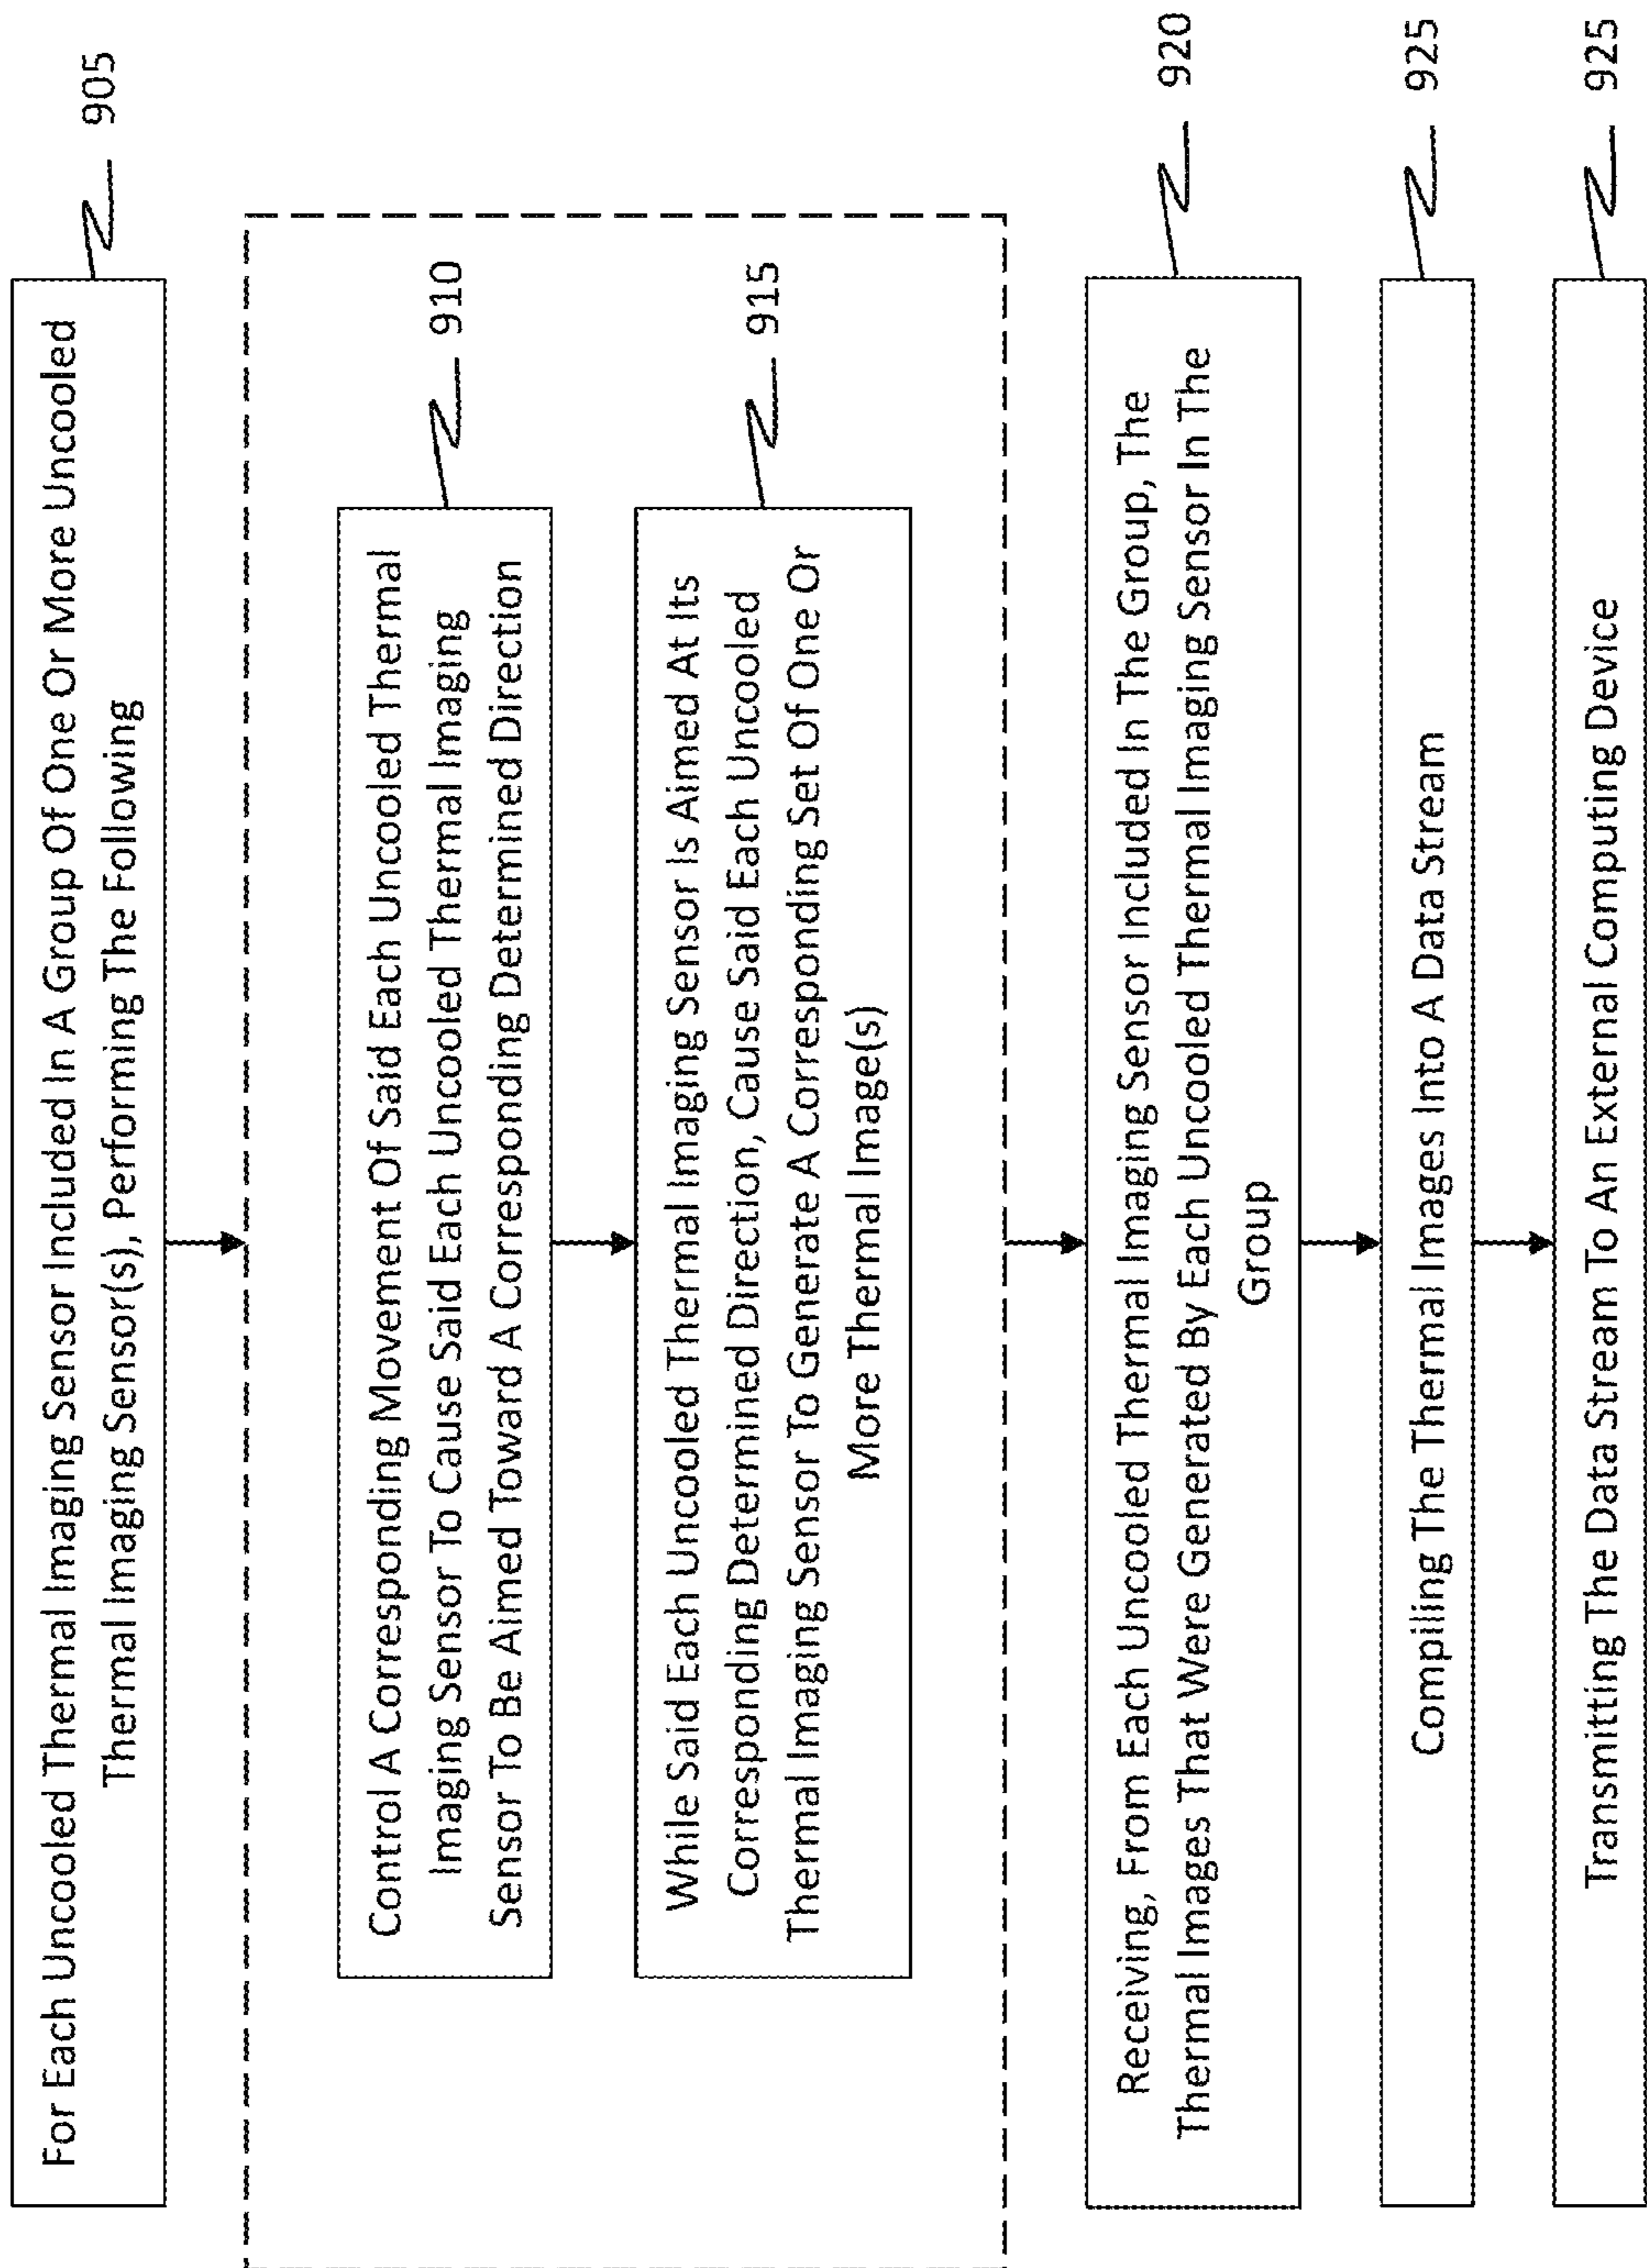 For Each Uncooled Thermal Imaging Sensor Included In A Group Of One Or More Uncooled
Thermal Imaging Sensor(s), Performing The Following
905
Control A Corresponding Movement Of Said Each Uncooled Thermal
Imaging Sensor To Cause Said Each Uncooled Thermal Imaging
Sensor To Be Aimed Toward A Corresponding Determined Direction
910
While Said Each Uncooled Thermal Imaging Sensor Is Aimed At Its
Corresponding Determined Direction, Cause Said Each Uncooled
Thermal Imaging Sensor To Generate A Corresponding Set Of One Or
More Thermal Image(s)
915
Receiving, From Each Uncooled Thermal Imaging Sensor Included In The Group, The
Thermal Images That Were Generated By Each Uncooled Thermal Imaging Sensor In The
Group
920
Compiling The Thermal Images Into A Data Stream
925
Transmitting The Data Stream To An External Computing Device
925